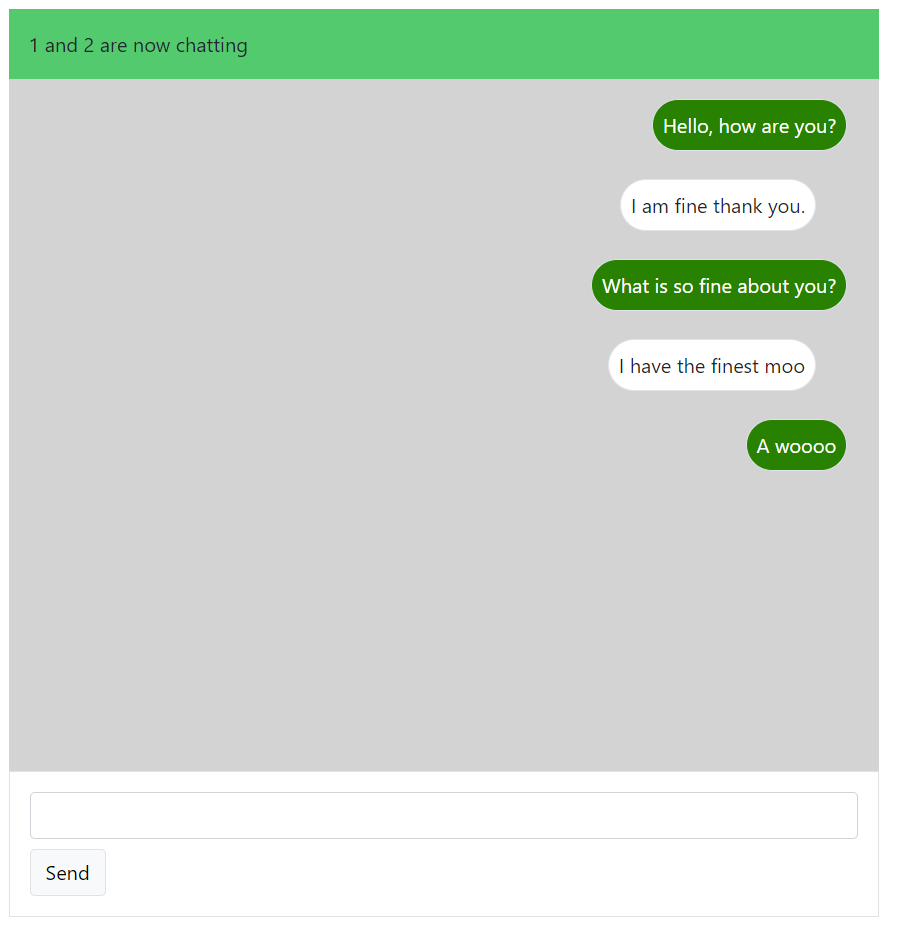 1 and 2 are now chatting
Hello, how are you?
I am fine thank you.
What is so fine about you?
I have the finest moo
A woooo
Send